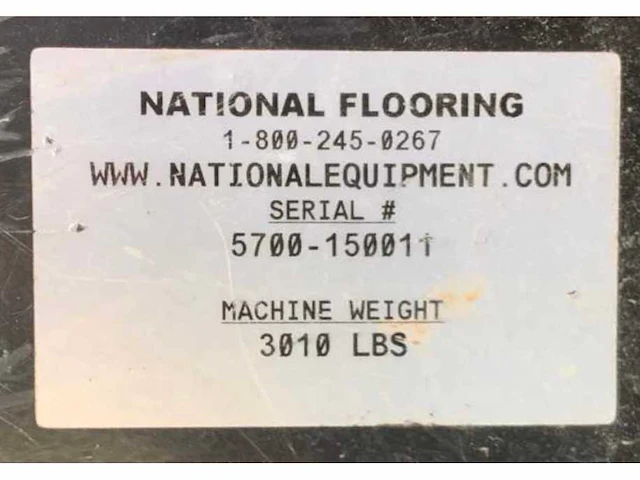 NATIONAL FLOORING
1-800-245-0267
WWW.NATIONALEQUIPMENT.COM
SERIAL #
5700-150011
MACHINE WEIGHT
3010 LBS